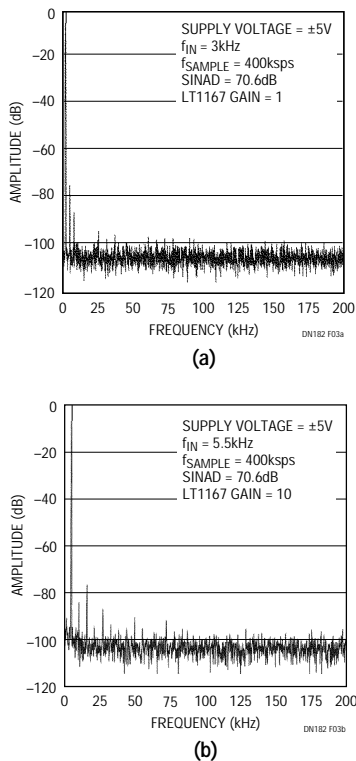 0
−20
−40
−60
−80
−100
−120
AMPLITUDE (dB)
SUPPLY VOLTAGE = ±5V
fIN = 3kHz
fSAMPLE = 400ksps
SINAD = 70.6dB
LT1167 GAIN = 1
0 25 50 75 100 125 150 175 200
FREQUENCY (kHz)
DN182 F03a
(a)
0
−20
−40
−60
−80
−100
−120
AMPLITUDE (dB)
SUPPLY VOLTAGE = ±5V
fIN = 5.5kHz
fSAMPLE = 400ksps
SINAD = 70.6dB
LT1167 GAIN = 10
0 25 50 75 100 125 150 175 200
FREQUENCY (kHz)
DN182 F03b
(b)